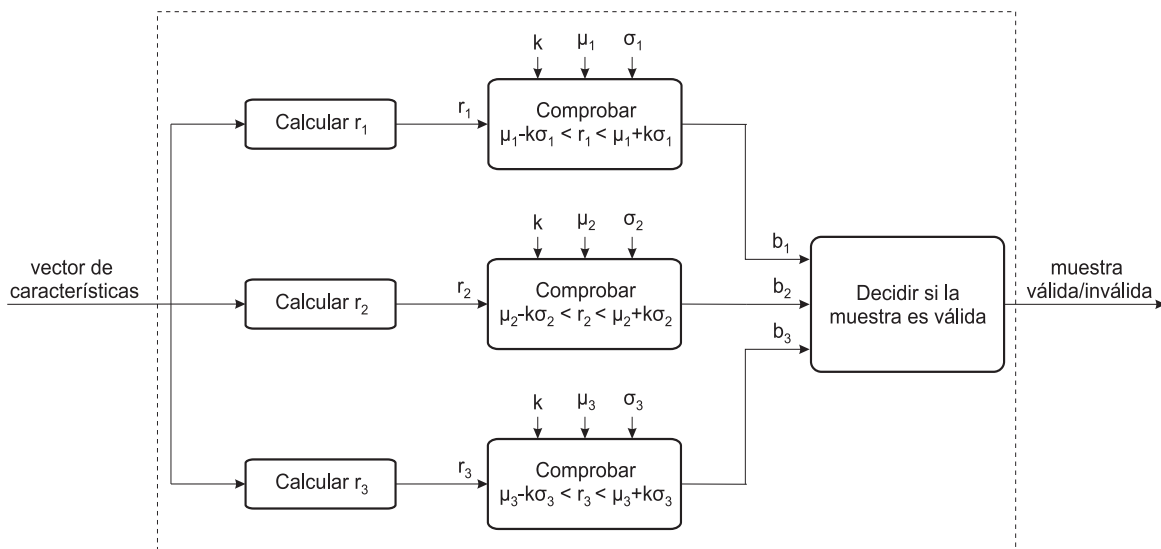 k
μ₁
σ₁
Calcular r₁
r₁
Comprobar
μ₁-kσ₁ < r₁ < μ₁+kσ₁
vector de
características
k
μ₂
σ₂
Calcular r₂
r₂
Comprobar
μ₂-kσ₂ < r₂ < μ₂+kσ₂
b₁
b₂
b₃
Decidir si la
muestra es válida
muestra
válida/inválida
k
μ₃
σ₃
Calcular r₃
r₃
Comprobar
μ₃-kσ₃ < r₃ < μ₃+kσ₃